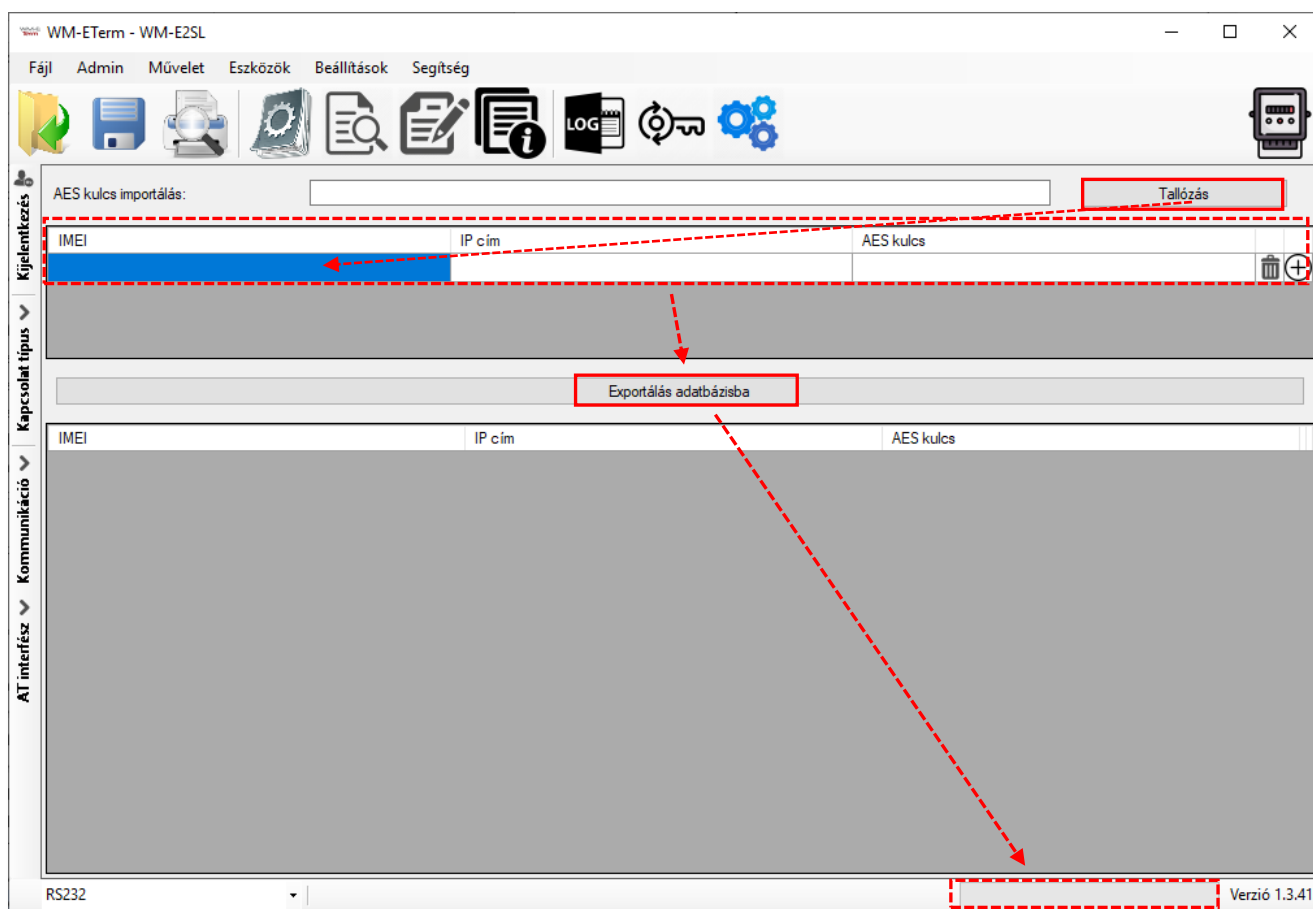 WM-ETerm - WM-E2SL
Fájl Admin Művelet Eszközök Beállítások Segítség
LOG
Kijelentkezés
Kapcsolat típus
Kommunikáció
AT interfész
AES kulcs importálás: Tallózás
IMEI IP cím AES kulcs
Exportálás adatbázisba
IMEI IP cím AES kulcs
RS232 Verzió 1.3.41